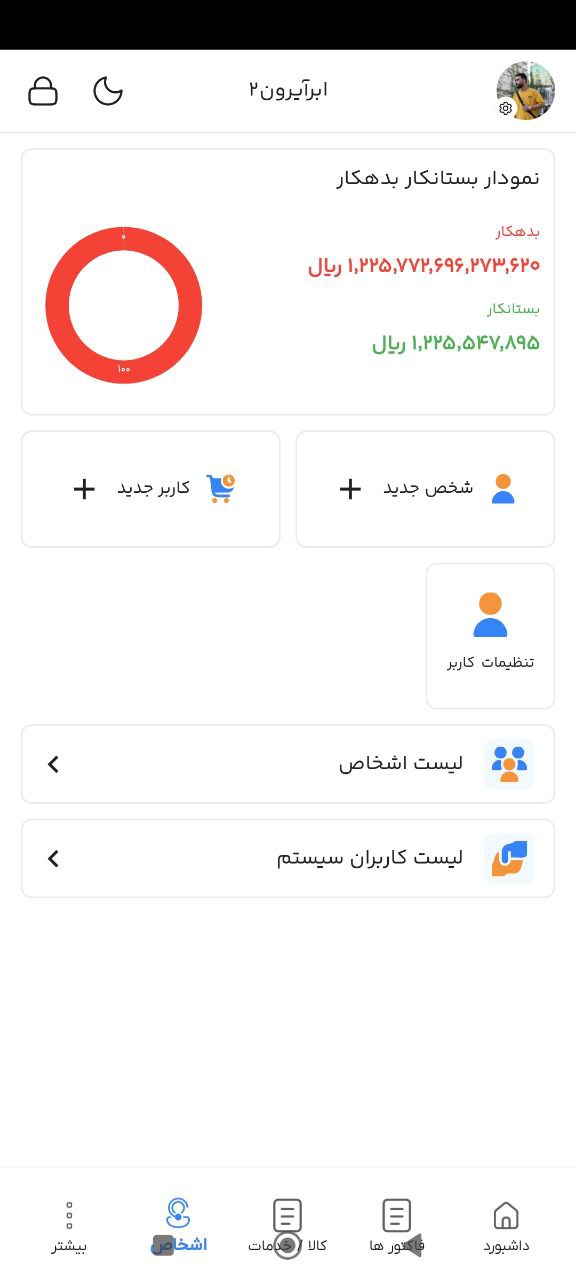 ابرآیرون۲
نمودار بستانکار بدهکار
بدهکار
۱,۲۲۵,۷۷۲,۶۹۶,۲۷۳,۶۲۰ ریال
بستانکار
۱,۲۲۵,۵۴۷,۸۹۵ ریال
۰
۱۰۰
شخص جدید +
کاربر جدید +
تنظیمات کاربر
لیست اشخاص
لیست کاربران سیستم
داشبورد
فاکتور ها
کالا / خدمات
اشخاص
بیشتر